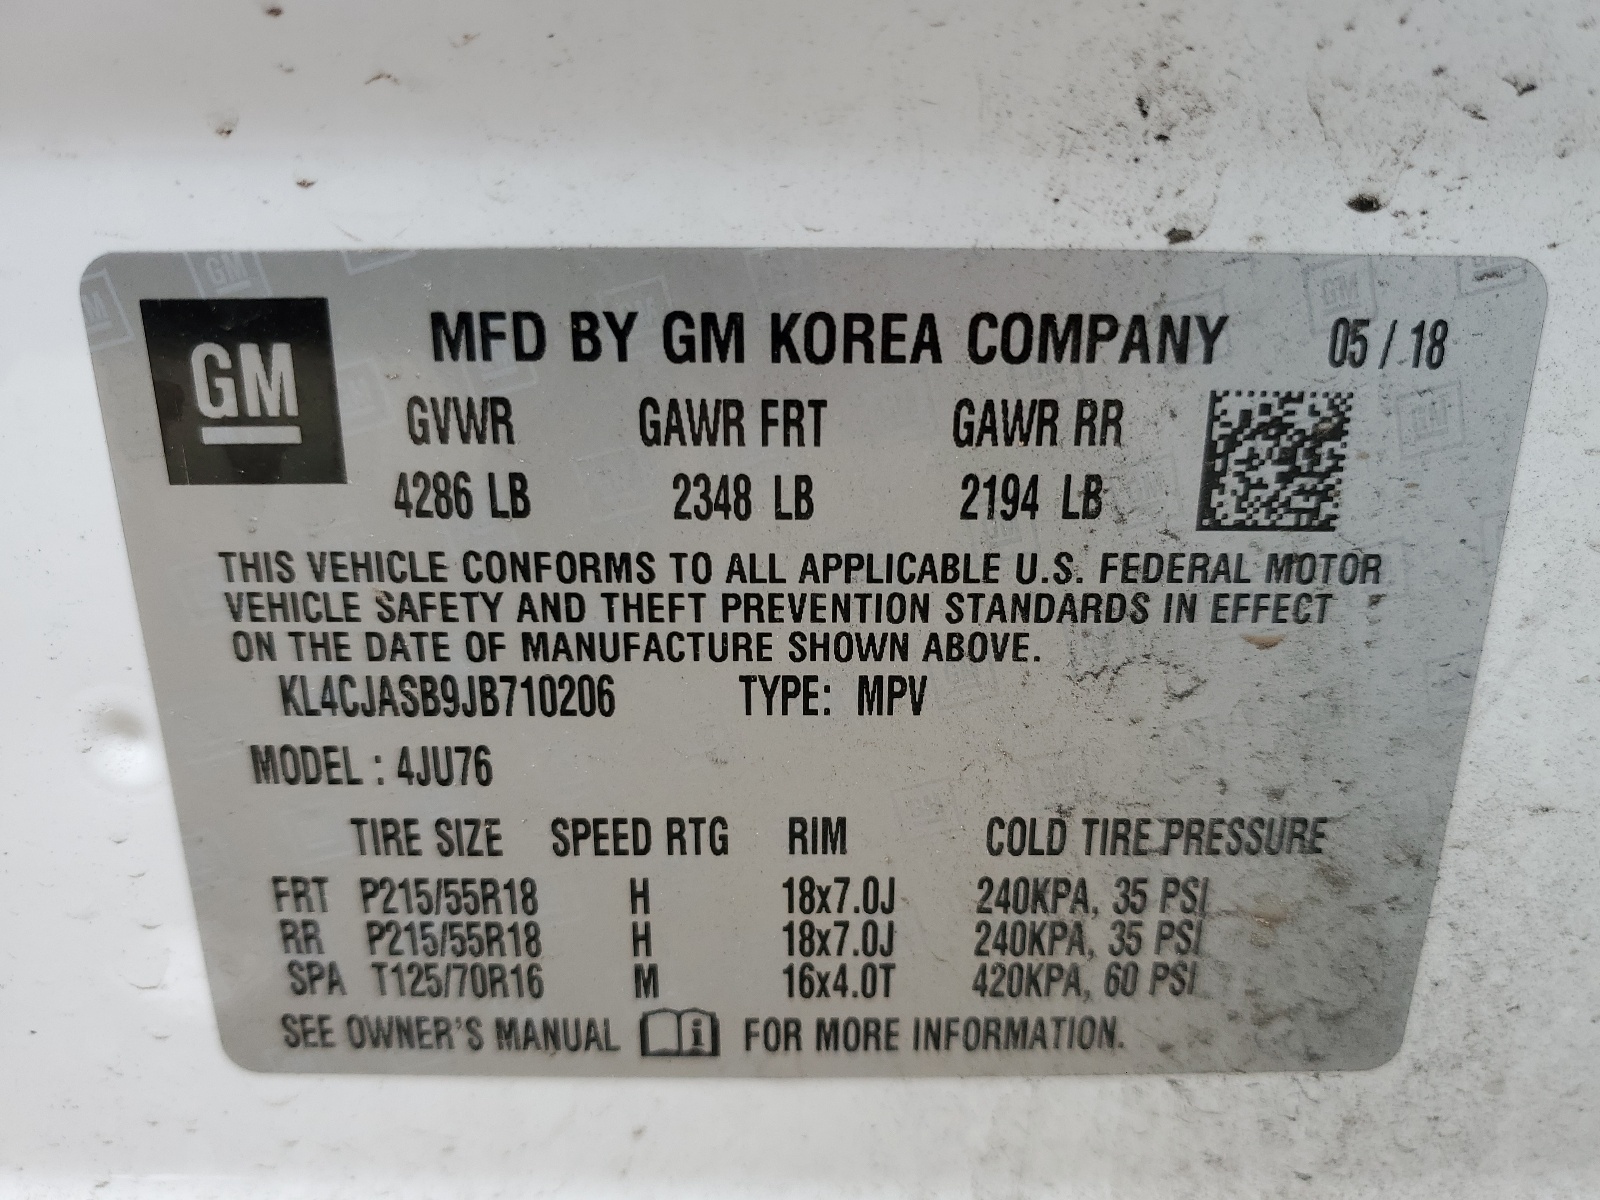 GM
MFD BY GM KOREA COMPANY 05 / 18
GVWR GAWR FRT GAWR RR
4286 LB 2348 LB 2194 LB
THIS VEHICLE CONFORMS TO ALL APPLICABLE U.S. FEDERAL MOTOR
VEHICLE SAFETY AND THEFT PREVENTION STANDARDS IN EFFECT
ON THE DATE OF MANUFACTURE SHOWN ABOVE.
KL4CJASB9JB710206 TYPE: MPV
MODEL : 4JU76
TIRE SIZE SPEED RTG RIM COLD TIRE PRESSURE
FRT P215/55R18 H 18x7.0J 240KPA, 35 PSI
RR P215/55R18 H 18x7.0J 240KPA, 35 PSI
SPA T125/70R16 M 16x4.0T 420KPA, 60 PSI
SEE OWNER'S MANUAL i FOR MORE INFORMATION.